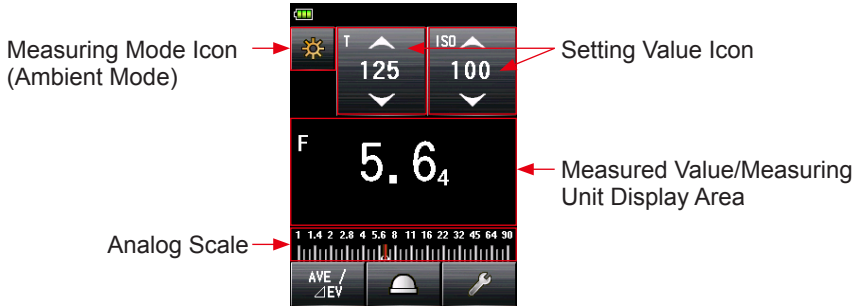 Measuring Mode Icon
(Ambient Mode)
T
125
ISO
100
Setting Value Icon
F
5.6₄
Measured Value/Measuring
Unit Display Area
Analog Scale
1 1.4 2 2.8 4 5.6 8 11 16 22 32 45 64 90
AVE /
⊿EV